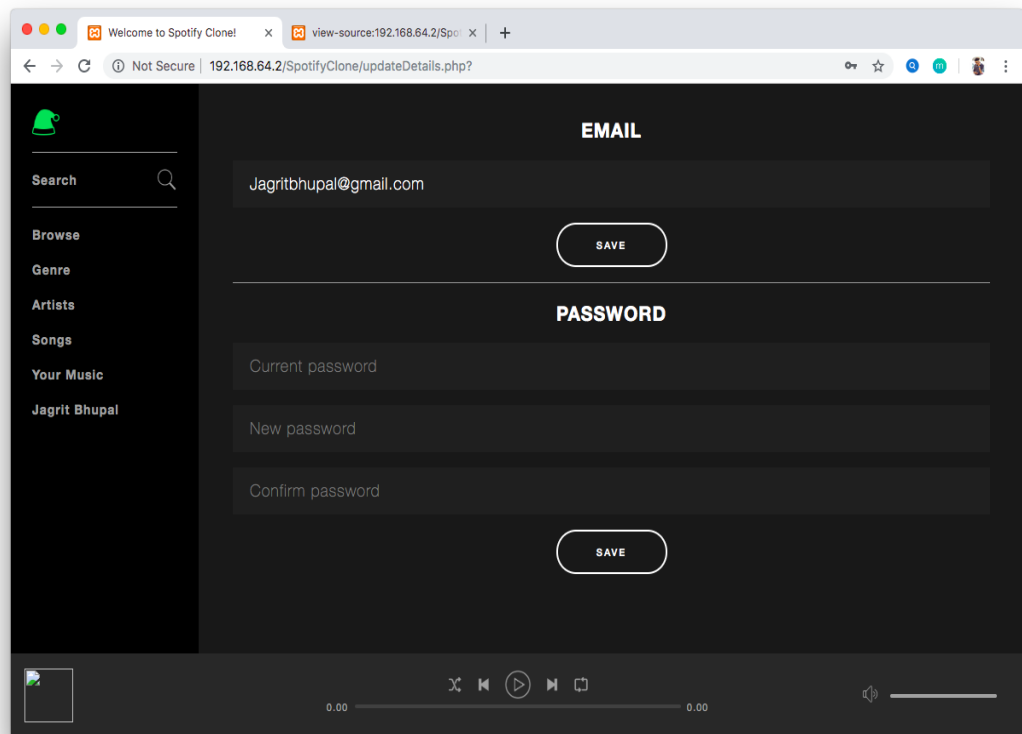 Welcome to Spotify Clone!
view-source:192.168.64.2/Spo
Not Secure
192.168.64.2/SpotifyClone/updateDetails.php?
Search
Browse
Genre
Artists
Songs
Your Music
Jagrit Bhupal
EMAIL
Jagritbhupal@gmail.com
SAVE
PASSWORD
Current password
New password
Confirm password
SAVE
0.00
0.00